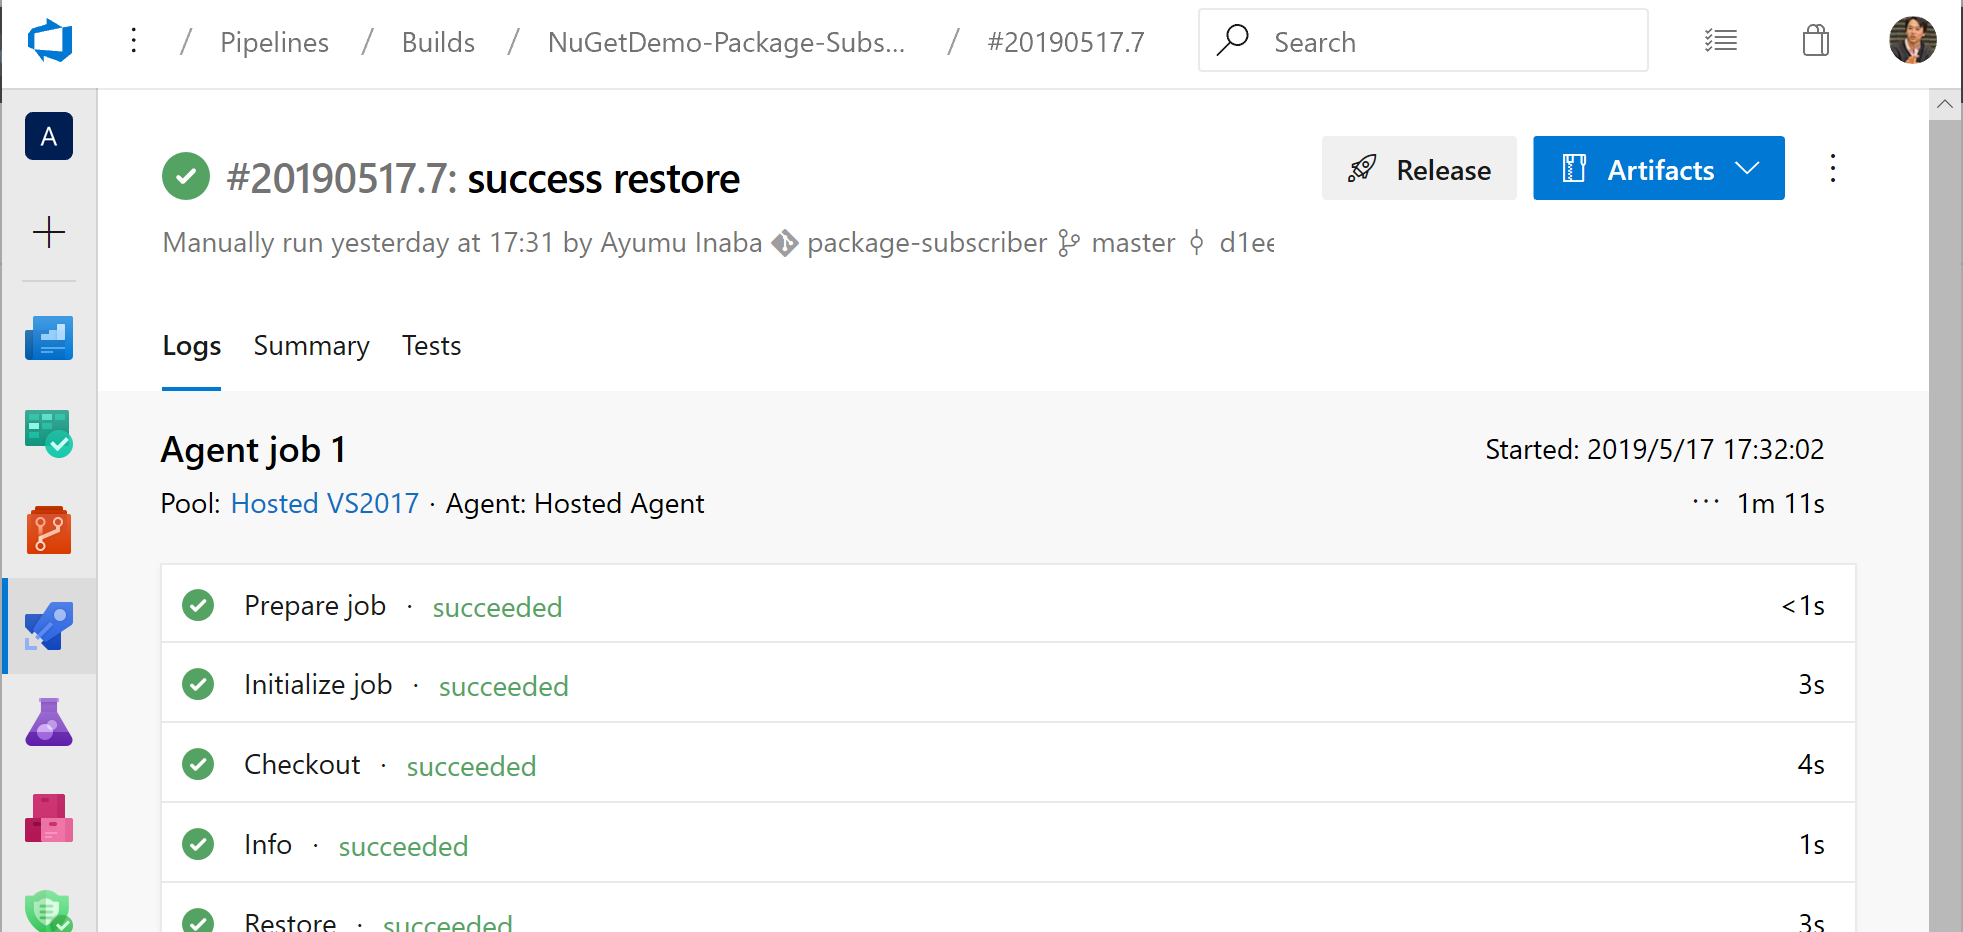 / Pipelines / Builds / NuGetDemo-Package-Subs... / #20190517.7 Search
A
#20190517.7: success restore Release Artifacts
Manually run yesterday at 17:31 by Ayumu Inaba package-subscriber master d1ee
Logs Summary Tests
Agent job 1 Started: 2019/5/17 17:32:02
Pool: Hosted VS2017 · Agent: Hosted Agent ··· 1m 11s
Prepare job · succeeded <1s
Initialize job · succeeded 3s
Checkout · succeeded 4s
Info · succeeded 1s
Restore · succeeded 3s